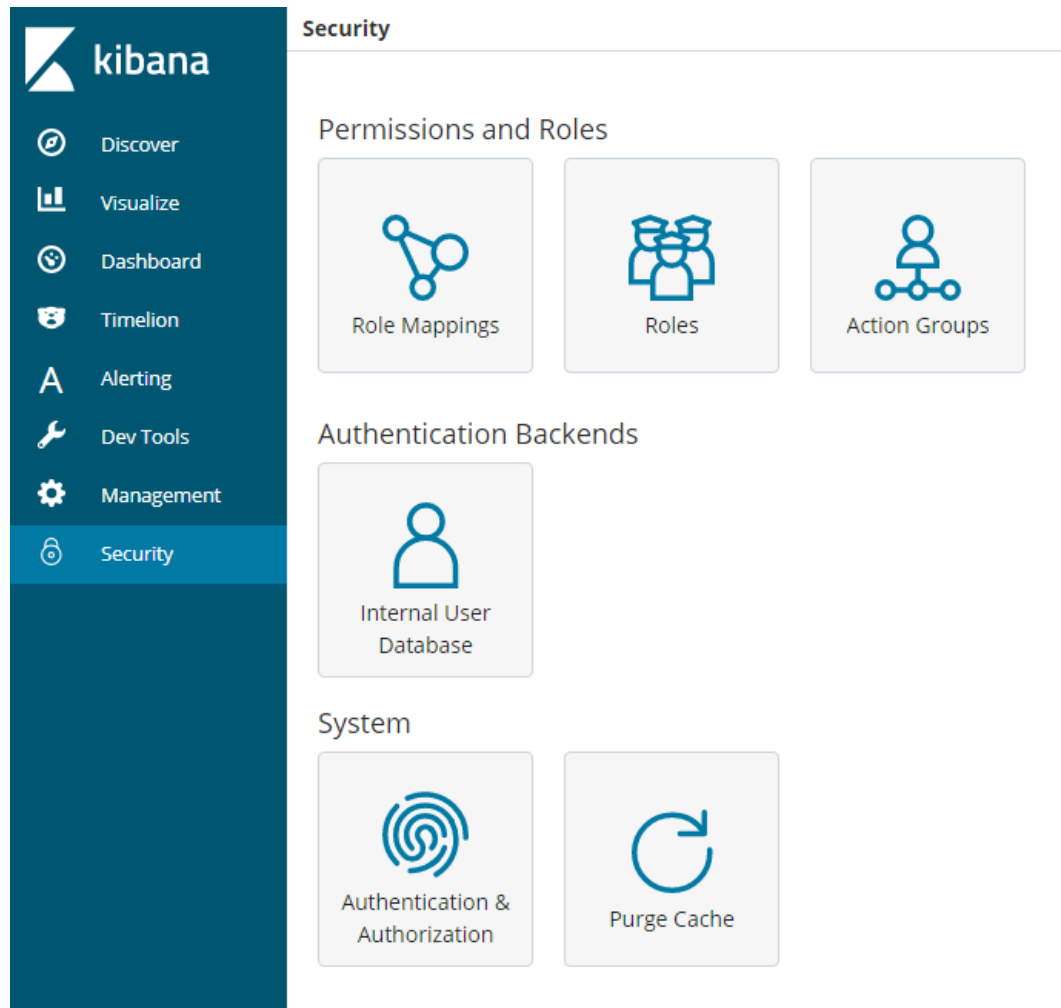 kibana
Discover
Visualize
Dashboard
Timelion
A Alerting
Dev Tools
Management
Security
Security
Permissions and Roles
Role Mappings
Roles
Action Groups
Authentication Backends
Internal User
Database
System
Authentication &
Authorization
Purge Cache